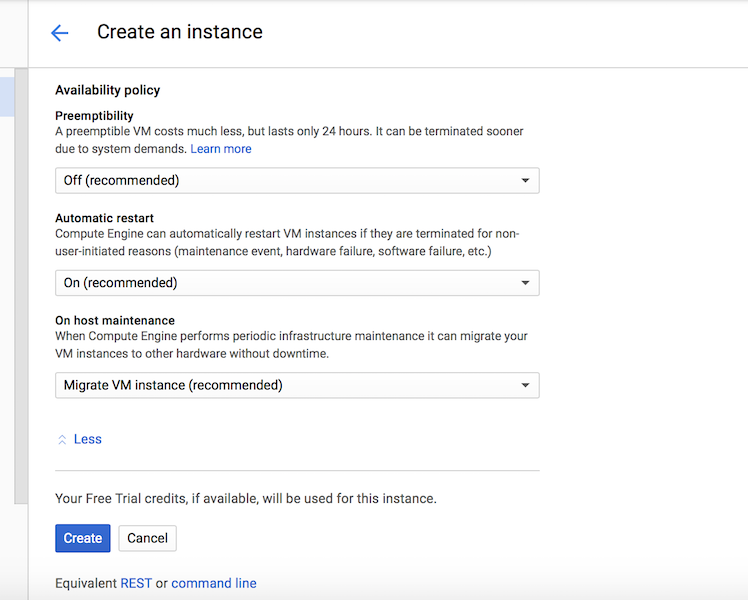 Create an instance
Availability policy
Preemptibility
A preemptible VM costs much less, but lasts only 24 hours. It can be terminated sooner
due to system demands. Learn more
Off (recommended)
Automatic restart
Compute Engine can automatically restart VM instances if they are terminated for non-
user-initiated reasons (maintenance event, hardware failure, software failure, etc.)
On (recommended)
On host maintenance
When Compute Engine performs periodic infrastructure maintenance it can migrate your
VM instances to other hardware without downtime.
Migrate VM instance (recommended)
Less
Your Free Trial credits, if available, will be used for this instance.
Create Cancel
Equivalent REST or command line